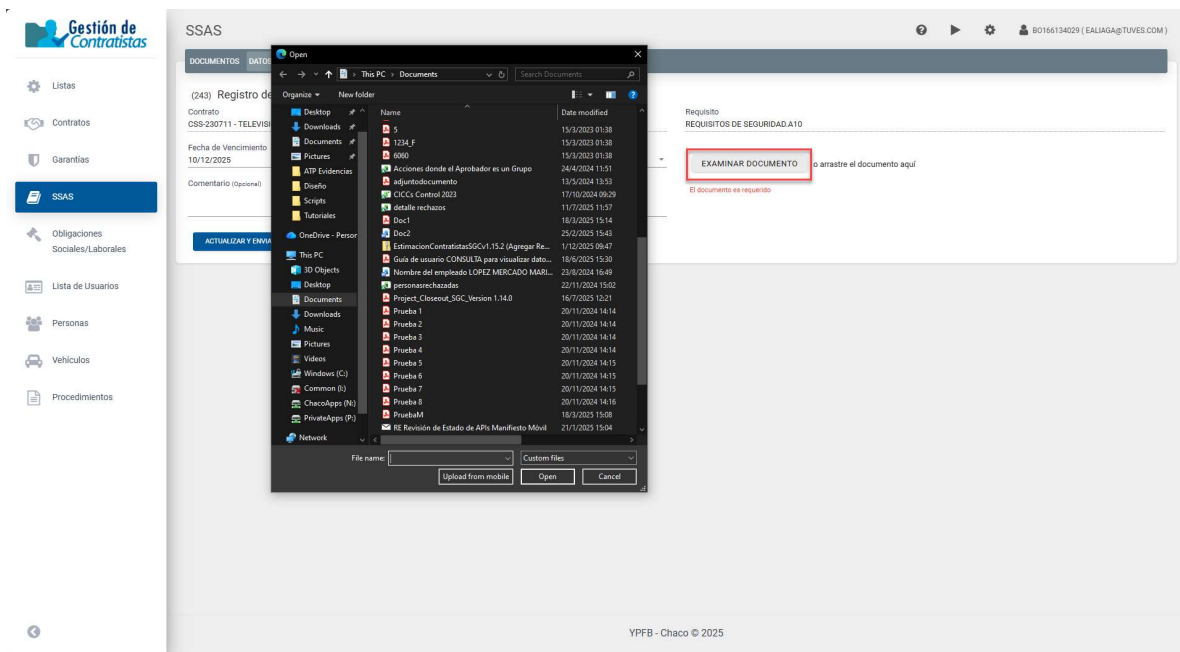 Gestión de
Contratistas
SSAS
BO166134029 ( EALIAGA@TUVES.COM )
Listas
Contratos
Garantías
SSAS
Obligaciones
Sociales/Laborales
Lista de Usuarios
Personas
Vehículos
Procedimientos
DOCUMENTOS
(243) Registro de
Contrato
CSS-230711 -
Fecha de Vencimiento
10/12/2025
Comentario (Opcional)
Requisito
REQUISITOS DE SEGURIDAD.A10
EXAMINAR DOCUMENTO o arrastre el documento aquí
El documento es requerido
Open
This PC > Documents
Search Documents
Organize
New folder
Desktop
Downloads
Documents
Pictures
ATP Evidencias
Diseño
Scripts
Tutoriales
OneDrive -
This PC
3D Objects
Desktop
Documents
Downloads
Music
Pictures
Videos
Windows (C:)
Common (I:)
ChacoApps (N:)
PrivateApps (P:)
Network
Name Date modified
5 15/3/2023 01:38
1234_F 15/3/2023 01:38
6060 15/3/2023 01:38
Acciones donde el Aprobador es un Grupo 24/4/2024 11:51
adjuntodocumento 13/5/2024 13:53
CICCs Control 2023 17/10/2024 09:29
detalle rechazos 11/7/2025 11:57
Doc1 18/3/2025 15:14
Doc2 25/2/2025 15:43
EstimacionContratistasSGCv1.15.2 (Agregar Re... 1/12/2025 09:47
Guía de usuario CONSULTA para visualizar dato... 18/6/2025 15:30
Nombre del empleado LOPEZ MERCADO MARI... 23/8/2024 16:49
personasrechazadas 22/11/2024 15:02
Project_Closeout_SGC_Version 1.14.0 16/7/2025 12:21
Prueba 1 20/11/2024 14:14
Prueba 2 20/11/2024 14:14
Prueba 3 20/11/2024 14:14
Prueba 4 20/11/2024 14:14
Prueba 5 20/11/2024 14:15
Prueba 6 20/11/2024 14:15
Prueba 7 20/11/2024 14:15
Prueba 8 20/11/2024 14:16
PruebaM 18/3/2025 15:08
RE Revisión de Estado de APIs Manifiesto Móvil 21/1/2025 15:04
File name:
Custom files
Upload from mobile
Open
Cancel
ACTUALIZAR Y
YPFB - Chaco © 2025